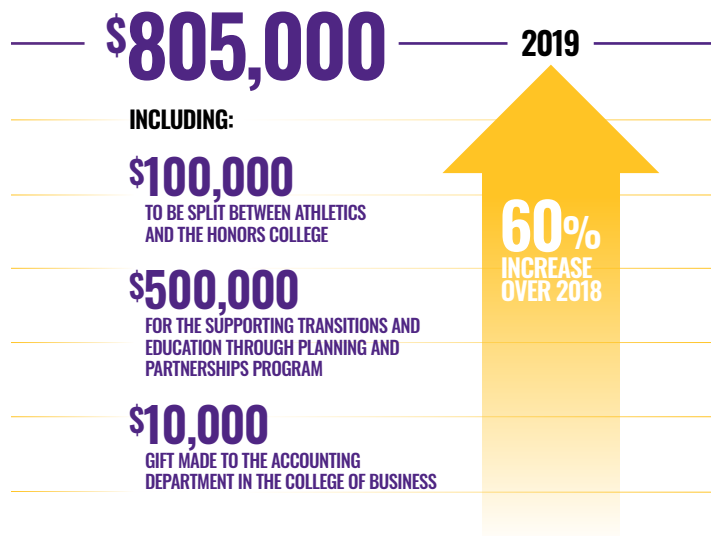 $805,000
2019
INCLUDING:
$100,000
TO BE SPLIT BETWEEN ATHLETICS
AND THE HONORS COLLEGE
$500,000
FOR THE SUPPORTING TRANSITIONS AND
EDUCATION THROUGH PLANNING AND
PARTNERSHIPS PROGRAM
$10,000
GIFT MADE TO THE ACCOUNTING
DEPARTMENT IN THE COLLEGE OF BUSINESS
60%
INCREASE
OVER 2018